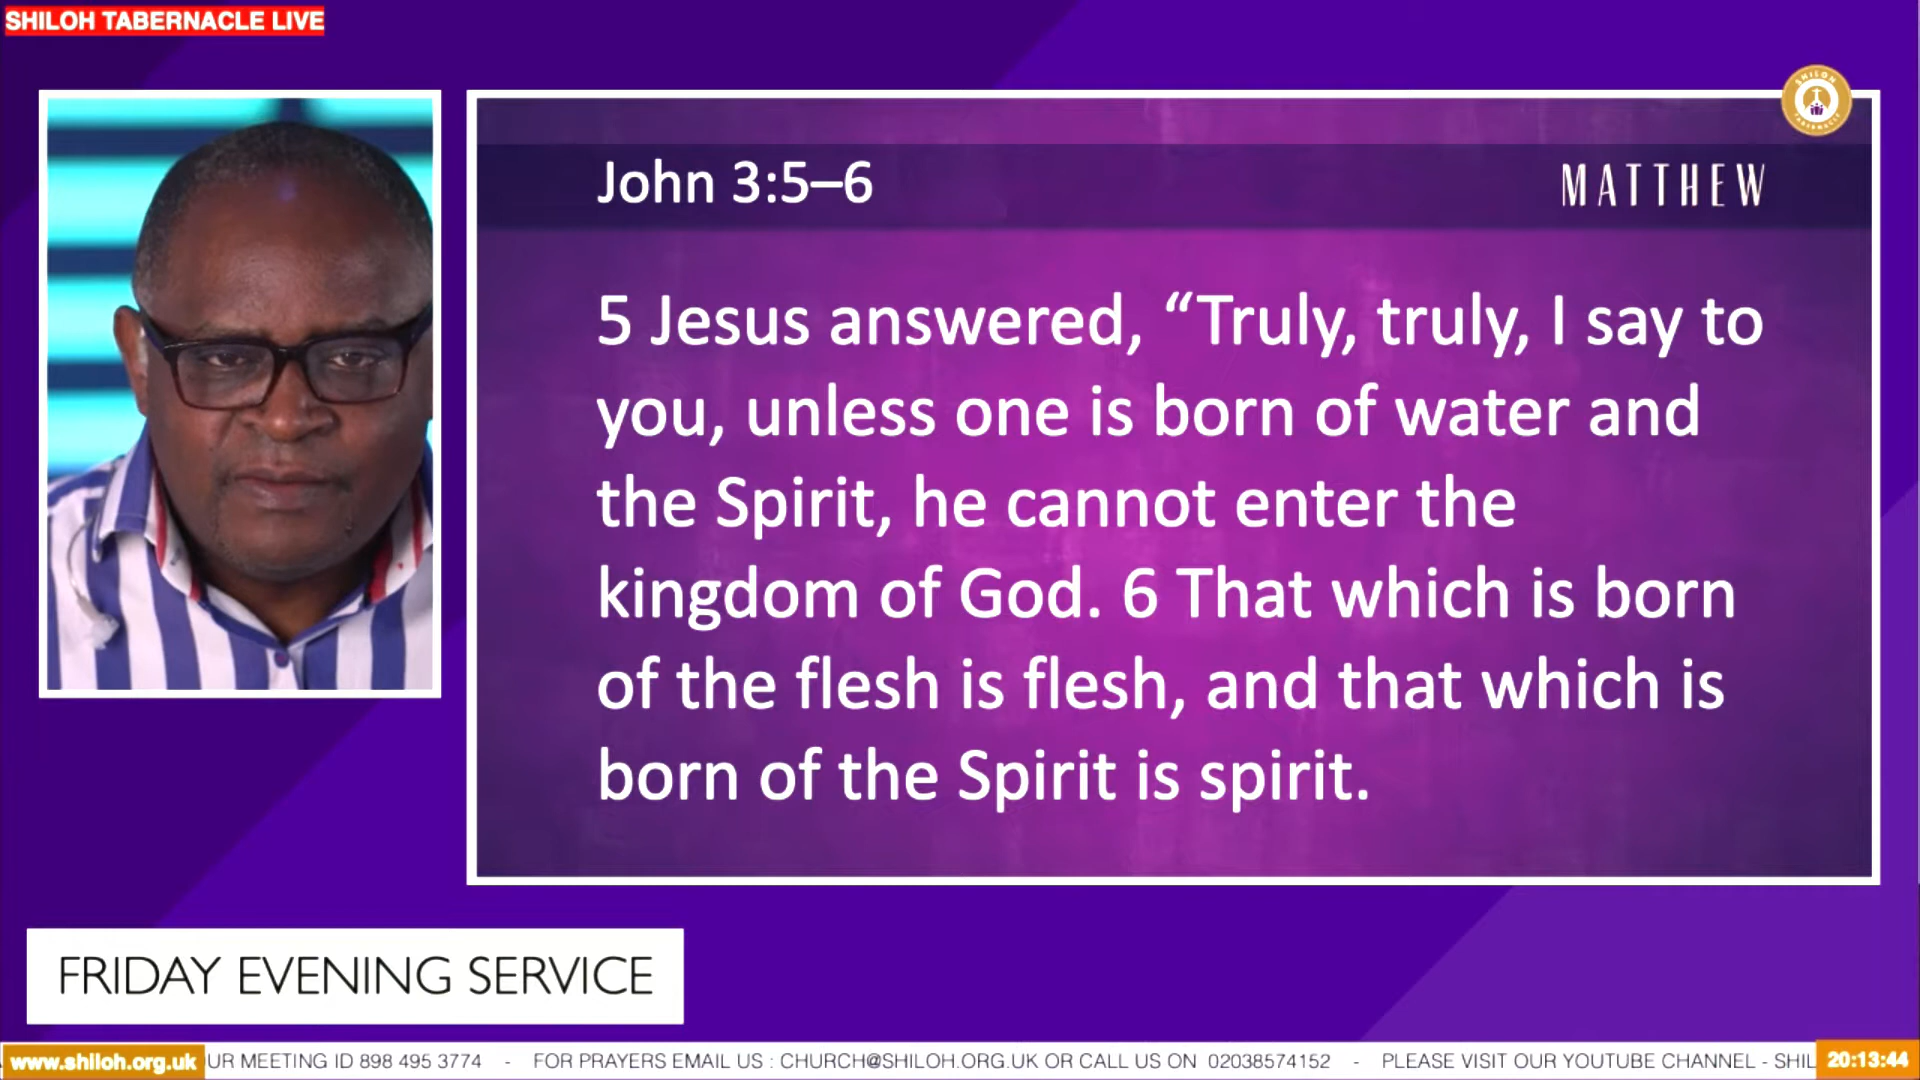 SHILOH TABERNACLE LIVE
SHILOH
TABERNACLE
John 3:5–6
MATTHEW
5 Jesus answered, “Truly, truly, I say to
you, unless one is born of water and
the Spirit, he cannot enter the
kingdom of God. 6 That which is born
of the flesh is flesh, and that which is
born of the Spirit is spirit.
FRIDAY EVENING SERVICE
www.shiloh.org.uk UR MEETING ID 898 495 3774 - FOR PRAYERS EMAIL US : CHURCH@SHILOH.ORG.UK OR CALL US ON 02038574152 - PLEASE VISIT OUR YOUTUBE CHANNEL - SHIL 20:13:44